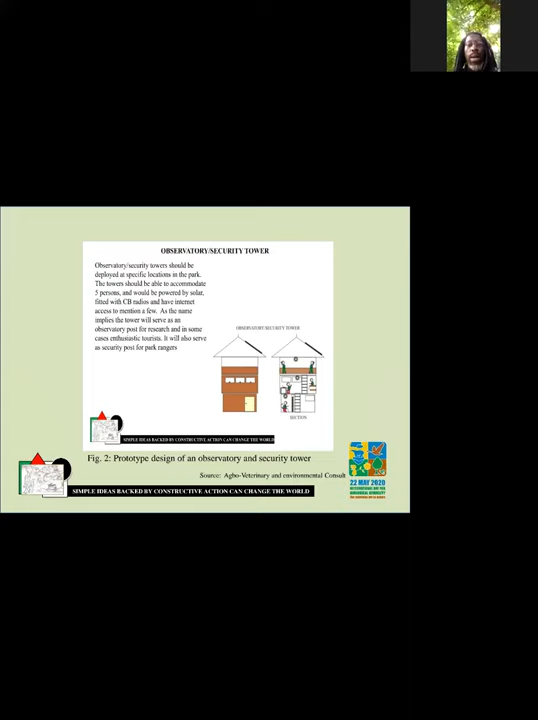 OBSERVATORY/SECURITY TOWER
Observatory/security towers should be
deployed at specific locations in the park.
The towers should be able to accommodate
5 persons, and would be powered by solar,
fitted with CB radios and have internet
access to mention a few. As the name
implies the tower will serve as an
observatory post for research and in some
cases enthusiastic tourists. It will also serve
as security post for park rangers
OBSERVATORY/SECURITY TOWER
SECTION
SIMPLE IDEAS BACKED BY CONSTRUCTIVE ACTION CAN CHANGE THE WORLD
Fig. 2: Prototype design of an observatory and security tower
Source: Agbo-Veterinary and environmental Consult
SIMPLE IDEAS BACKED BY CONSTRUCTIVE ACTION CAN CHANGE THE WORLD
22 MAY 2020
INTERNATIONAL DAY FOR
BIOLOGICAL DIVERSITY